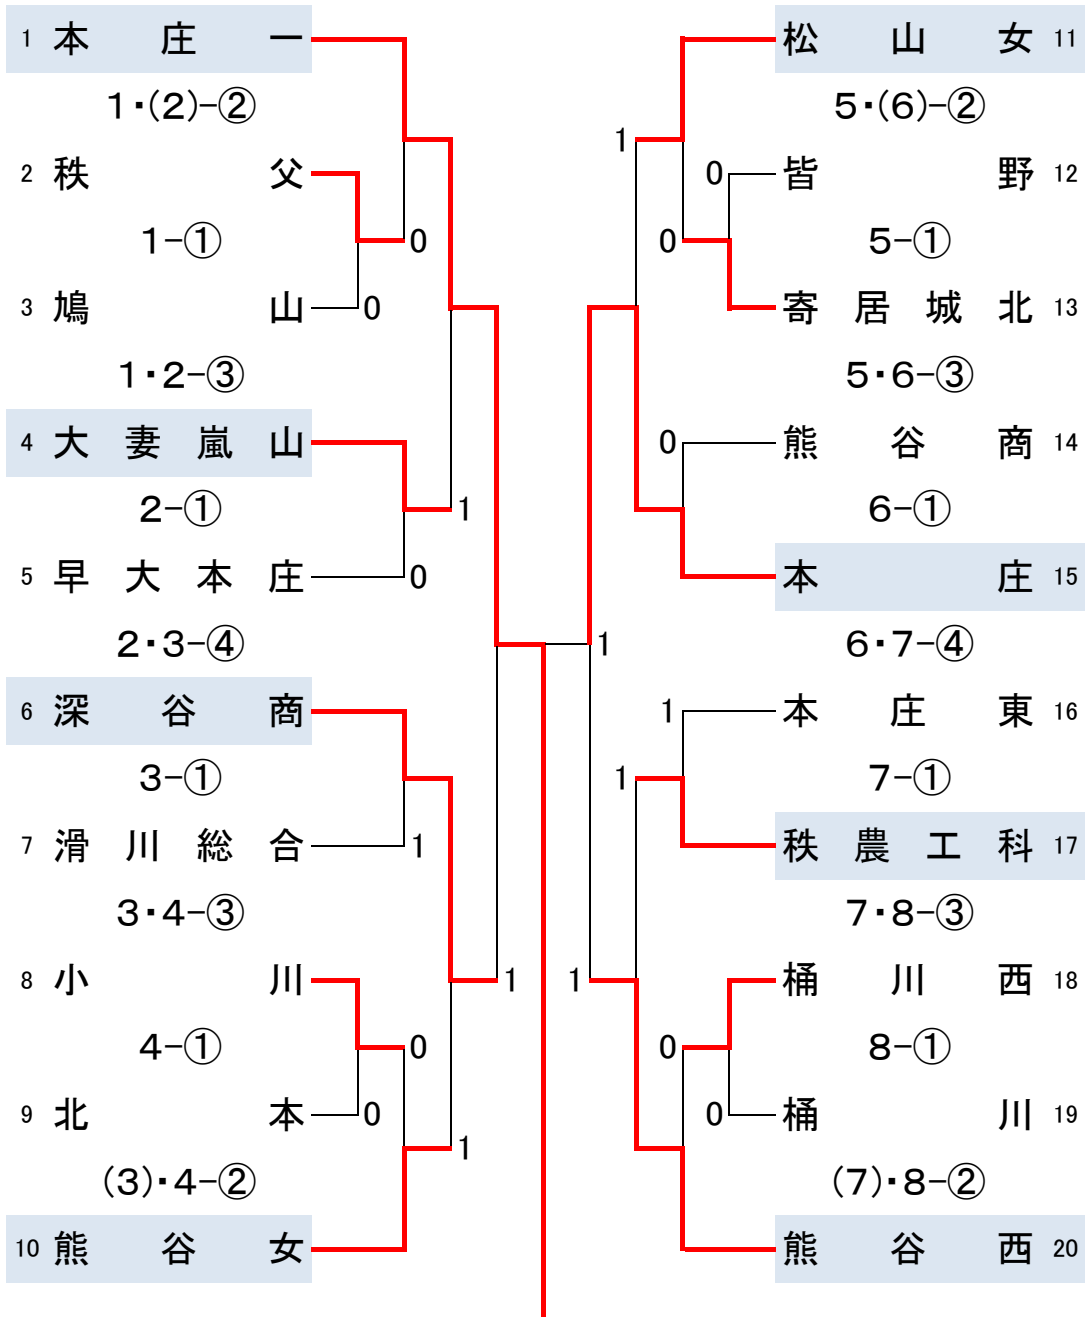 1 本庄一
1・(2)-②
2 秩父
0
1-①
3 鳩山
0
1・2-③
4 大妻嵐山
1
2-①
5 早大本庄
0
2・3-④
6 深谷商
3-①
7 滑川総合
1
3・4-③
8 小川
1
4-①
0
9 北本
0
1
(3)・4-②
10 熊谷女
松山女 11
5・(6)-②
1
0 皆野 12
0
5-①
寄居城北 13
5・6-③
0 熊谷商 14
6-①
本庄 15
1
6・7-④
1 本庄東 16
1
7-①
秩農工科 17
7・8-③
1
桶川西 18
0
8-①
0 桶川 19
(7)・8-②
熊谷西 20